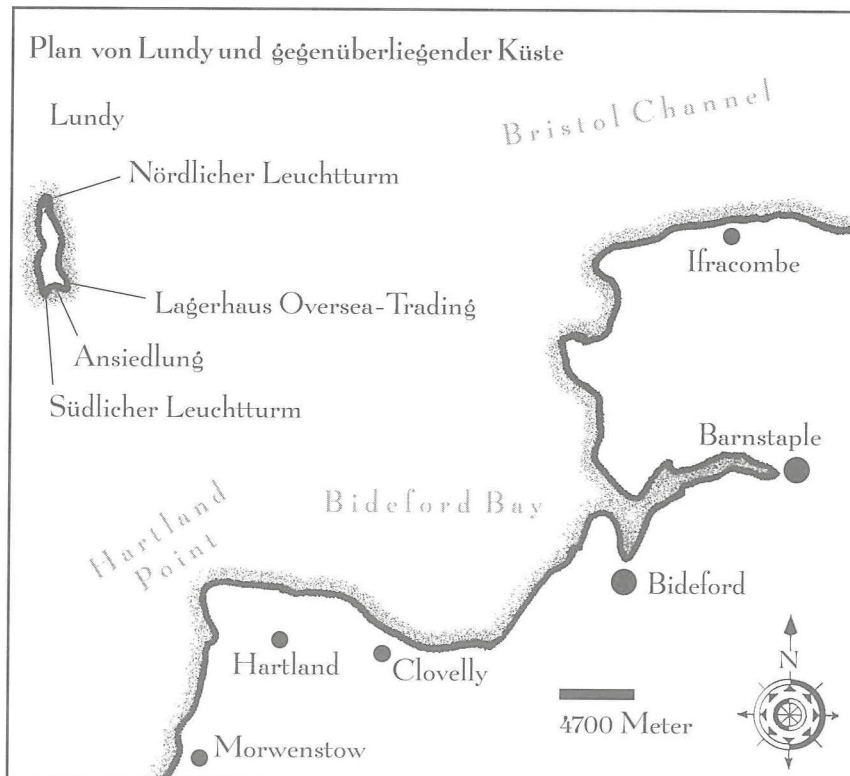 Plan von Lundy und gegenüberliegender Küste
Bristol Channel
Lundy
Nördlicher Leuchtturm
Ifracombe
Lagerhaus Oversea-Trading
Ansiedlung
Südlicher Leuchtturm
Barnstaple
Bideford Bay
Hartland
Point
Bideford
Hartland
Clovelly
N
4700 Meter
Morwenstow